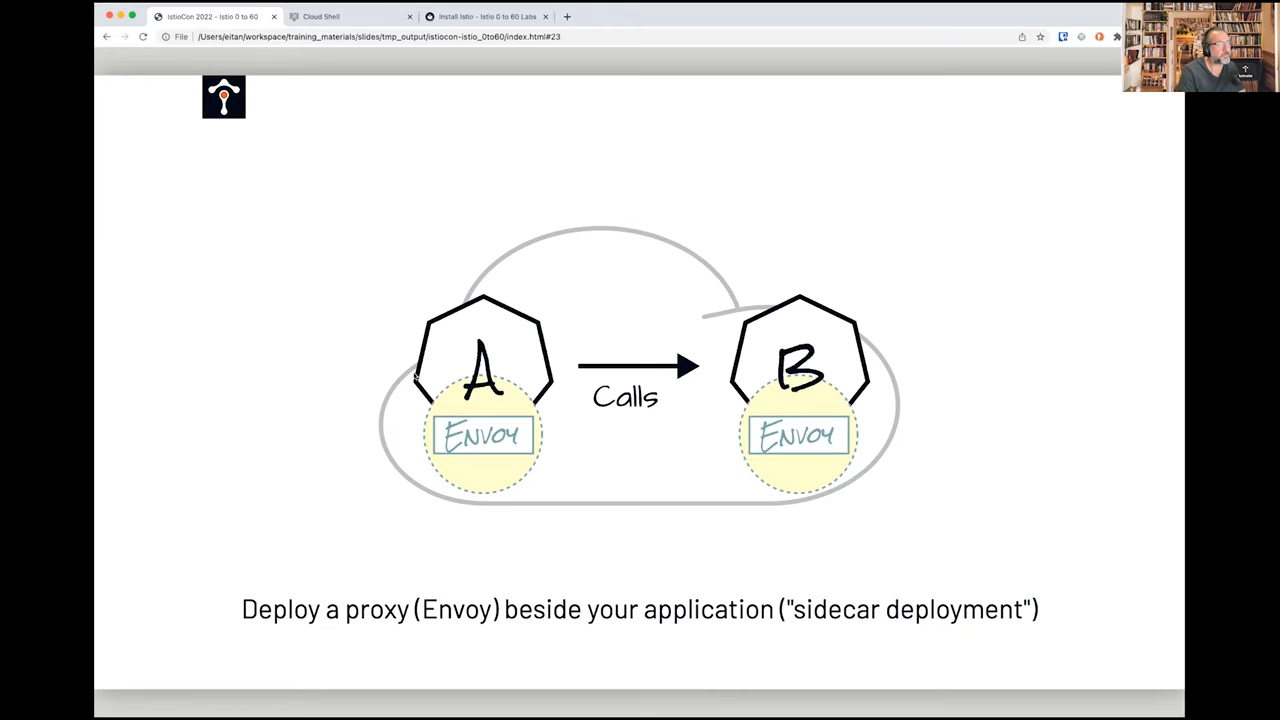 IstioCon 2022 - Istio 0 to 60
Cloud Shell
Install Istio - Istio 0 to 60 Labs
File
/Users/eitan/workspace/training_materials/slides/tmp_output/istiocon-istio_0to60/index.html#23
A
B
Calls
ENVOY
ENVOY
Deploy a proxy (Envoy) beside your application ("sidecar deployment")